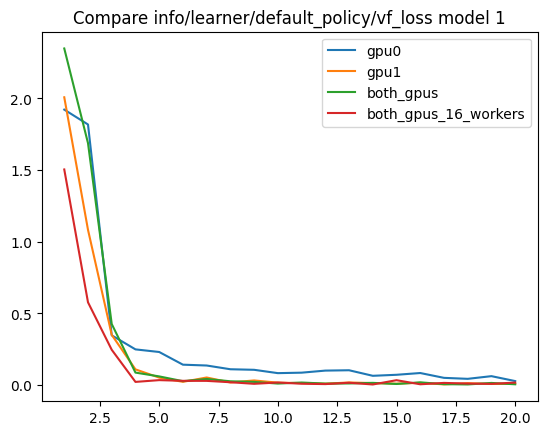 Compare info/learner/default_policy/vf_loss model 1
gpu0
gpu1
both_gpus
both_gpus_16_workers
2.0
1.5
1.0
0.5
0.0
2.5 5.0 7.5 10.0 12.5 15.0 17.5 20.0